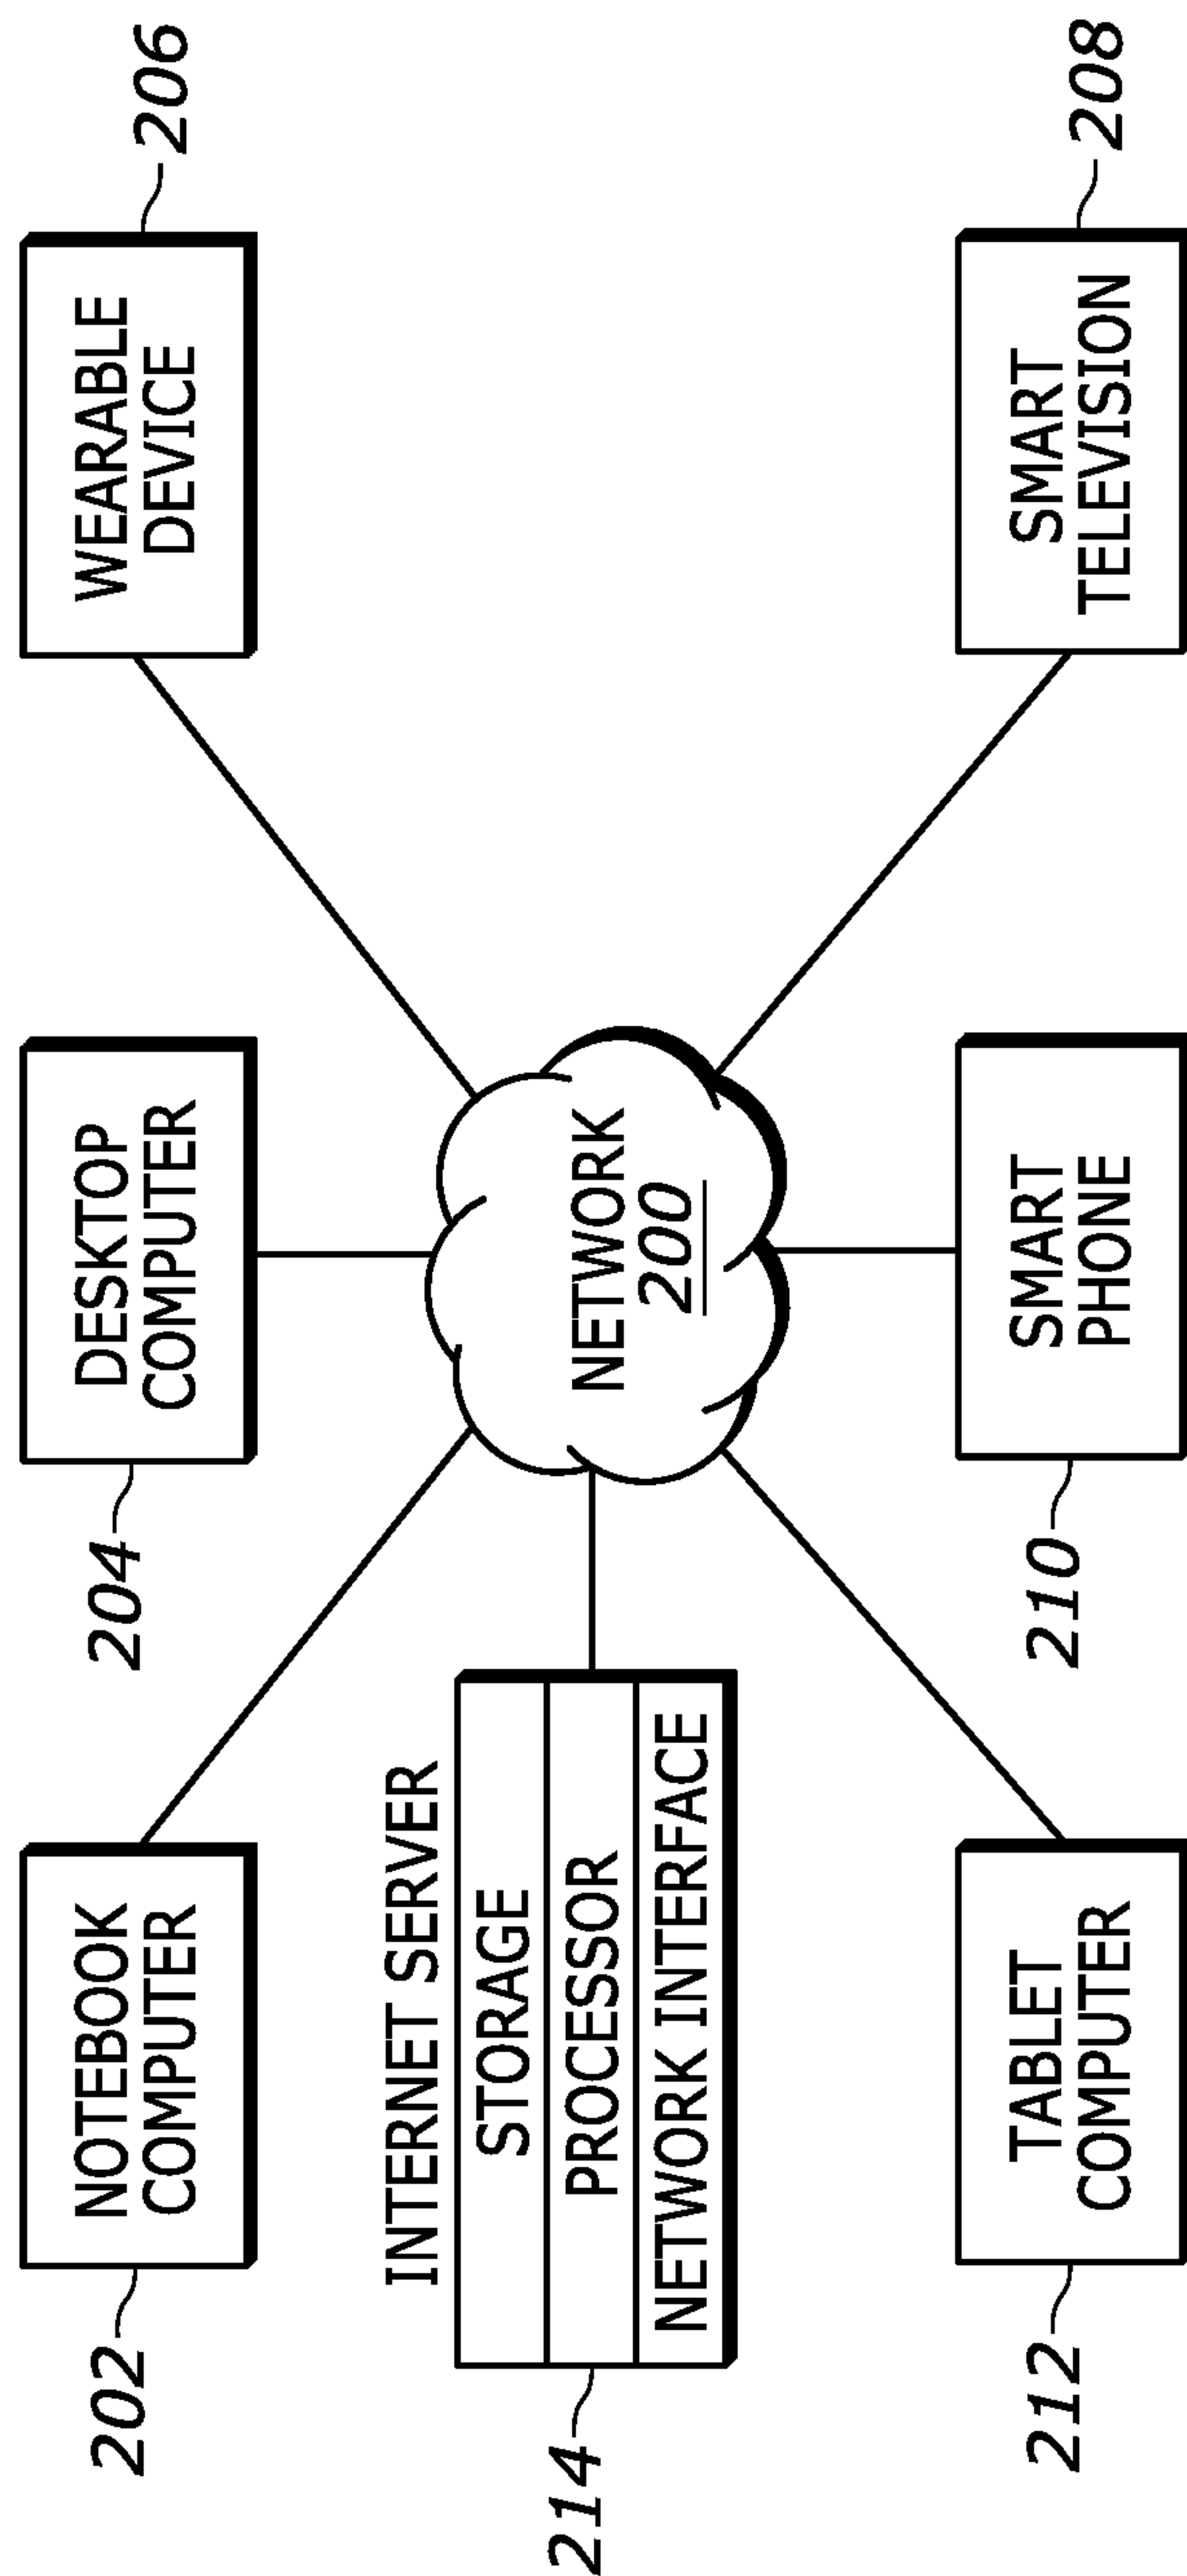 202
NOTEBOOK
COMPUTER
204
DESKTOP
COMPUTER
WEARABLE
DEVICE
206
INTERNET SERVER
214
STORAGE
PROCESSOR
NETWORK INTERFACE
NETWORK
200
212
TABLET
COMPUTER
210
SMART
PHONE
SMART
TELEVISION
208